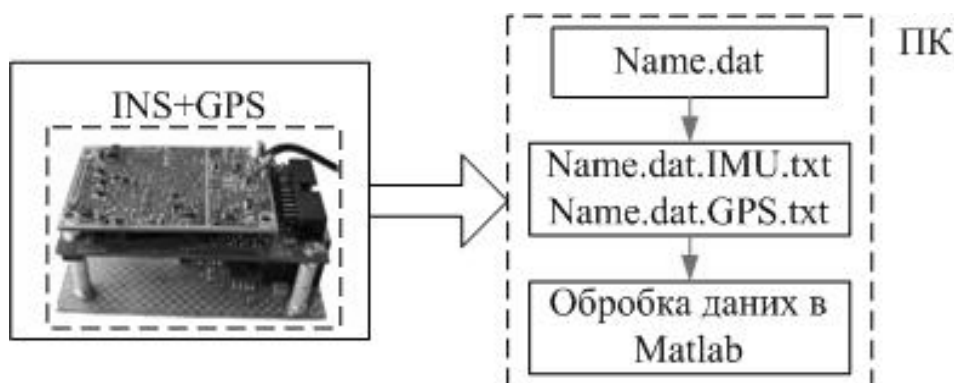 INS+GPS
ПК
Name.dat
Name.dat.IMU.txt
Name.dat.GPS.txt
Обробка даних в
Matlab